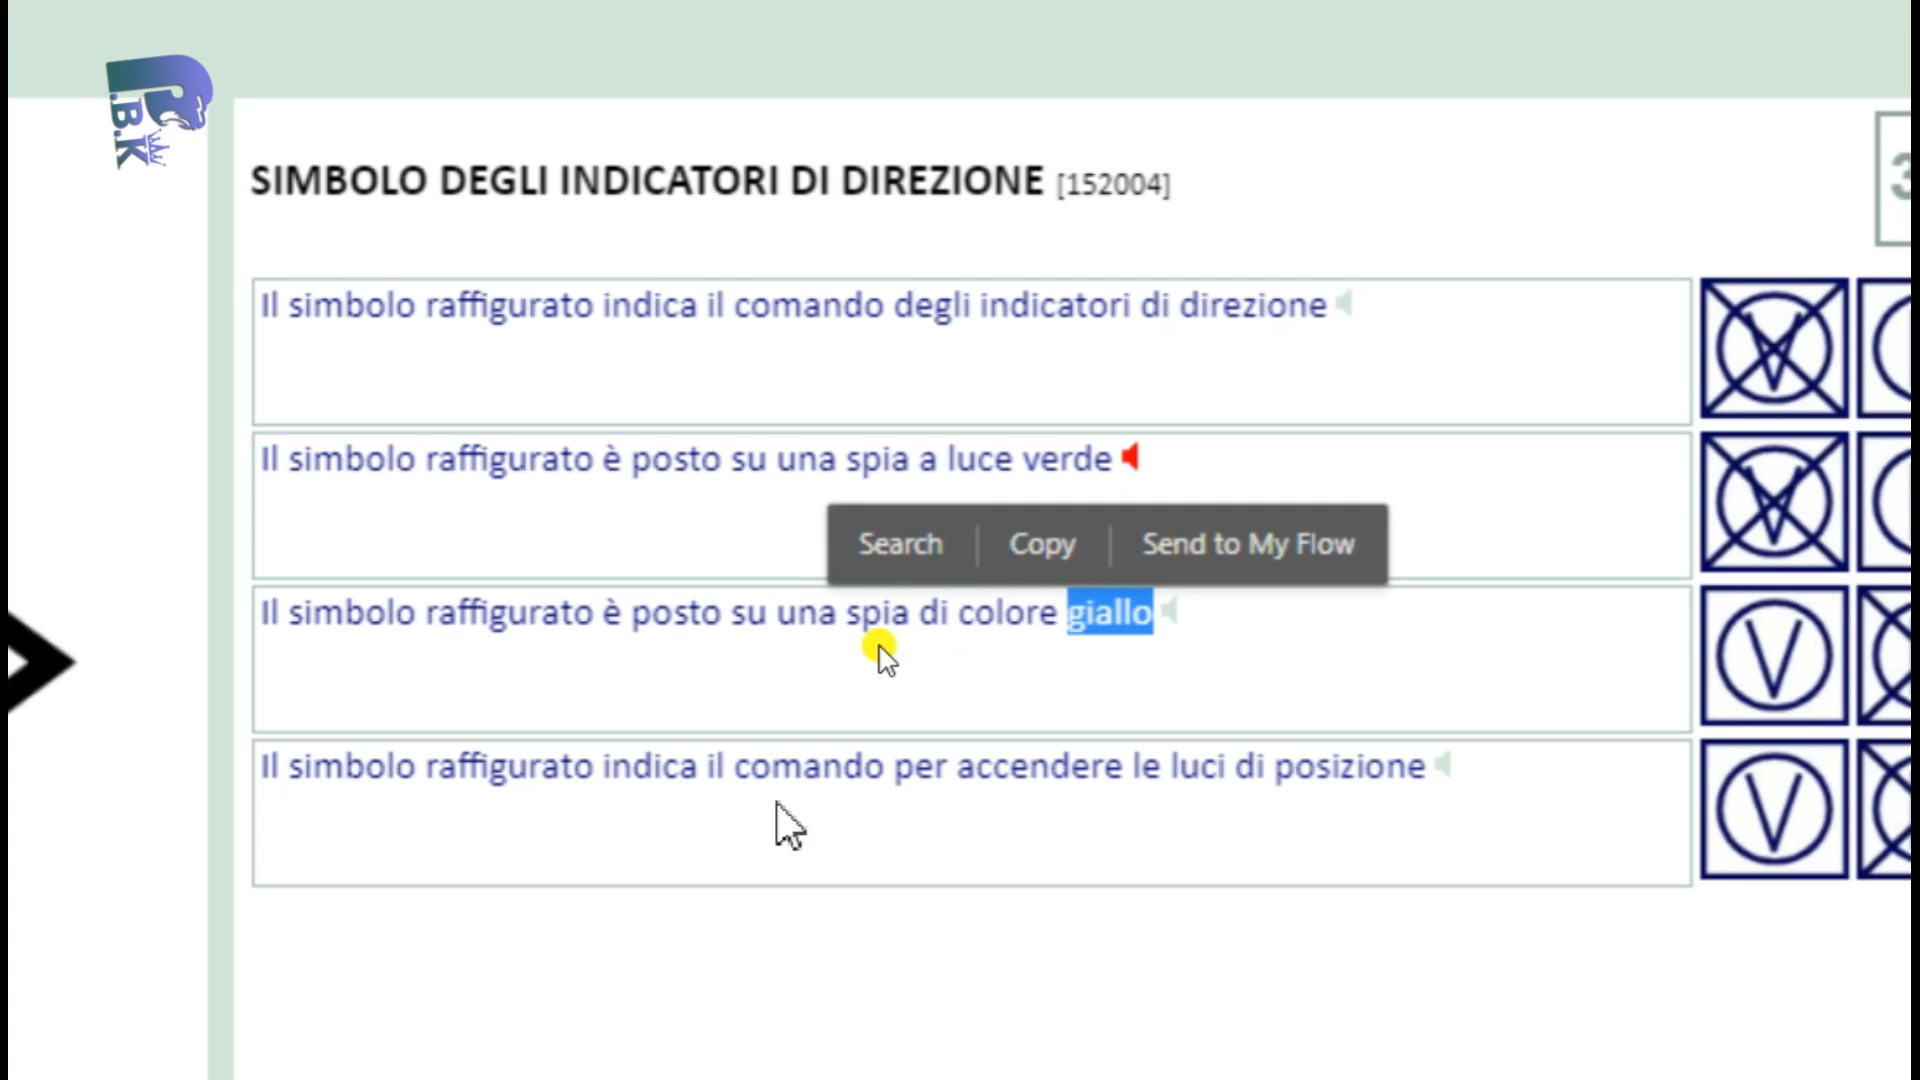 P.B.K
SIMBOLO DEGLI INDICATORI DI DIREZIONE [152004]
3
Il simbolo raffigurato indica il comando degli indicatori di direzione
V
Il simbolo raffigurato è posto su una spia a luce verde
V
Search
Copy
Send to My Flow
Il simbolo raffigurato è posto su una spia di colore giallo
V
Il simbolo raffigurato indica il comando per accendere le luci di posizione
V